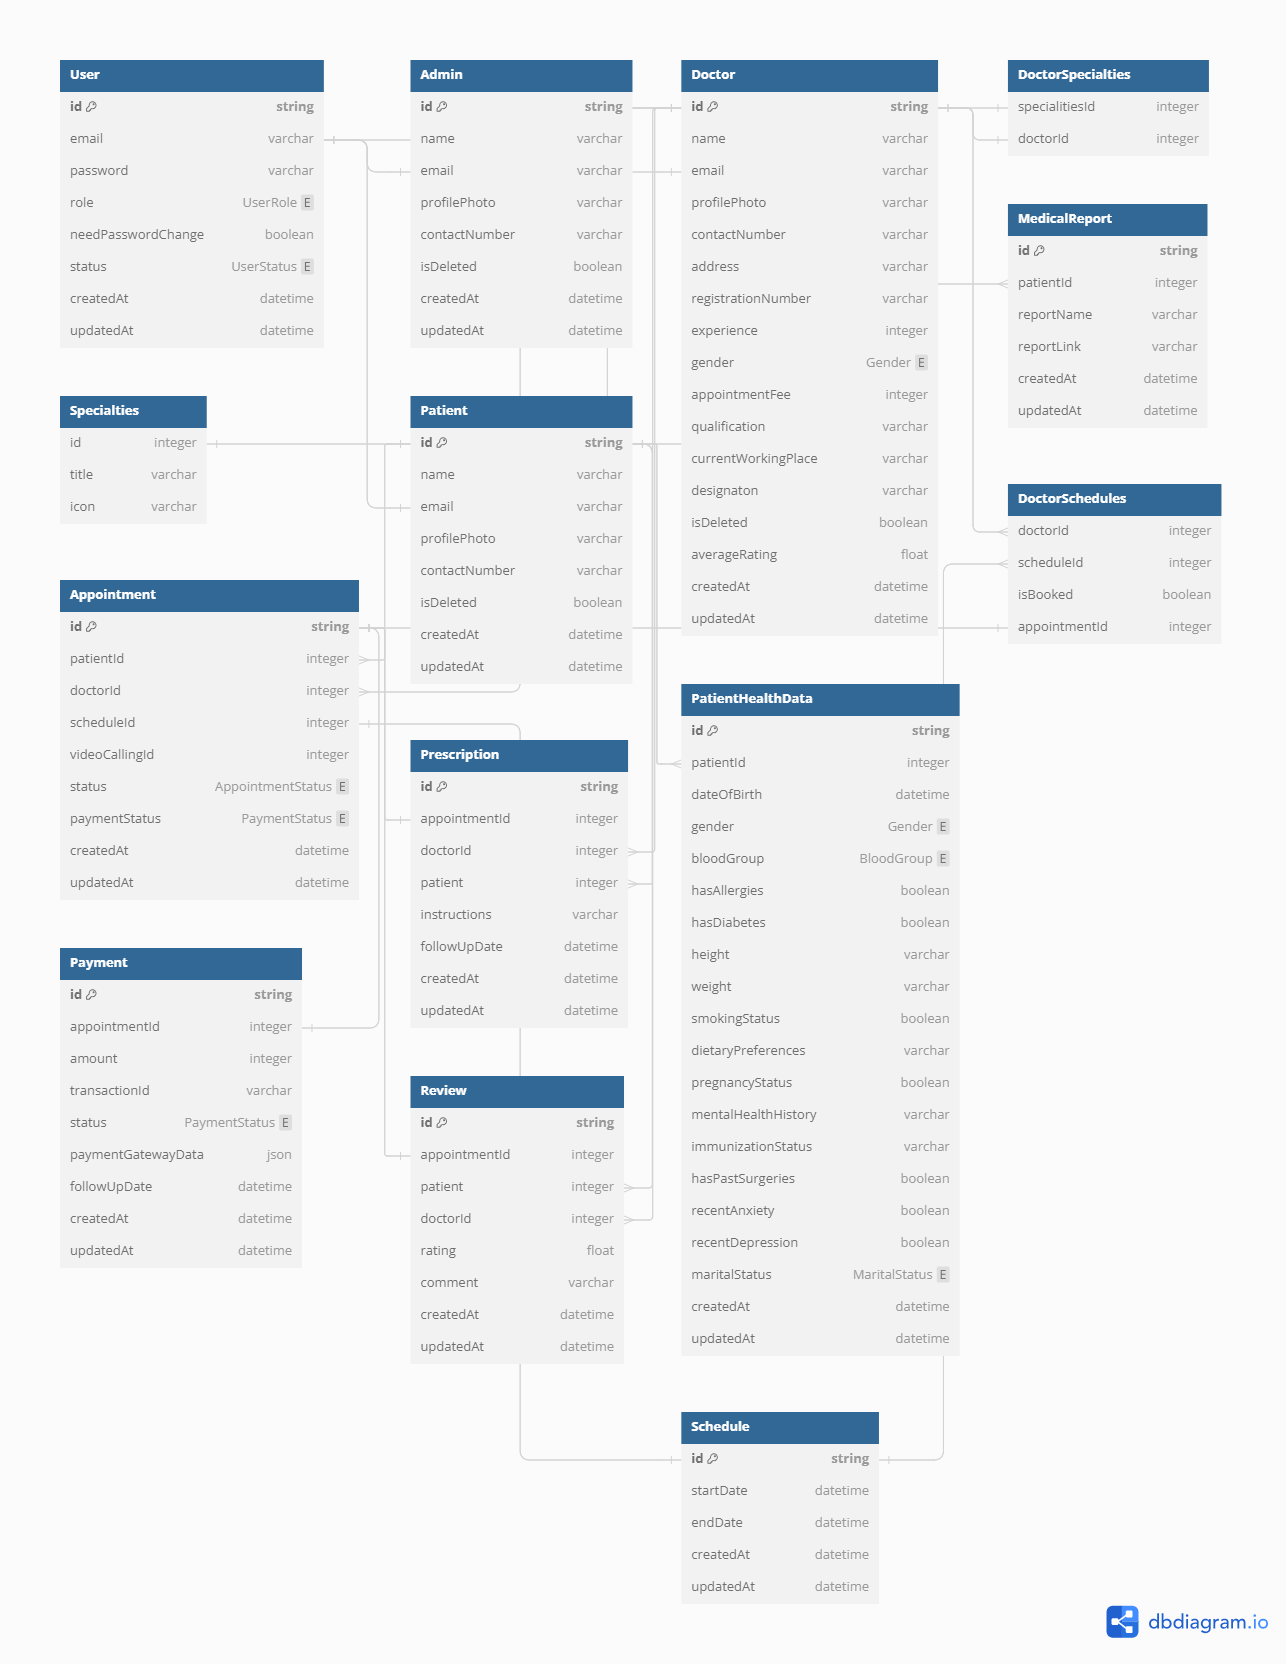 User
id string
email varchar
password varchar
role UserRole E
needPasswordChange boolean
status UserStatus E
createdAt datetime
updatedAt datetime
Admin
id string
name varchar
email varchar
profilePhoto varchar
contactNumber varchar
isDeleted boolean
createdAt datetime
updatedAt datetime
Doctor
id string
name varchar
email varchar
profilePhoto varchar
contactNumber varchar
address varchar
registrationNumber varchar
experience integer
gender Gender E
appointmentFee integer
qualification varchar
currentWorkingPlace varchar
designaton varchar
isDeleted boolean
averageRating float
createdAt datetime
updatedAt datetime
DoctorSpecialties
specialitiesId integer
doctorId integer
MedicalReport
id string
patientId integer
reportName varchar
reportLink varchar
createdAt datetime
updatedAt datetime
Specialties
id integer
title varchar
icon varchar
Patient
id string
name varchar
email varchar
profilePhoto varchar
contactNumber varchar
isDeleted boolean
createdAt datetime
updatedAt datetime
DoctorSchedules
doctorId integer
scheduleId integer
isBooked boolean
appointmentId integer
Appointment
id string
patientId integer
doctorId integer
scheduleId integer
videoCallingId integer
status AppointmentStatus E
paymentStatus PaymentStatus E
createdAt datetime
updatedAt datetime
Prescription
id string
appointmentId integer
doctorId integer
patient integer
instructions varchar
followUpDate datetime
createdAt datetime
updatedAt datetime
PatientHealthData
id string
patientId integer
dateOfBirth datetime
gender Gender E
bloodGroup BloodGroup E
hasAllergies boolean
hasDiabetes boolean
height varchar
weight varchar
smokingStatus boolean
dietaryPreferences varchar
pregnancyStatus boolean
mentalHealthHistory varchar
immunizationStatus varchar
hasPastSurgeries boolean
recentAnxiety boolean
recentDepression boolean
maritalStatus MaritalStatus E
createdAt datetime
updatedAt datetime
Payment
id string
appointmentId integer
amount integer
transactionId varchar
status PaymentStatus E
paymentGatewayData json
followUpDate datetime
createdAt datetime
updatedAt datetime
Review
id string
appointmentId integer
patient integer
doctorId integer
rating float
comment varchar
createdAt datetime
updatedAt datetime
Schedule
id string
startDate datetime
endDate datetime
createdAt datetime
updatedAt datetime
dbdiagram.io